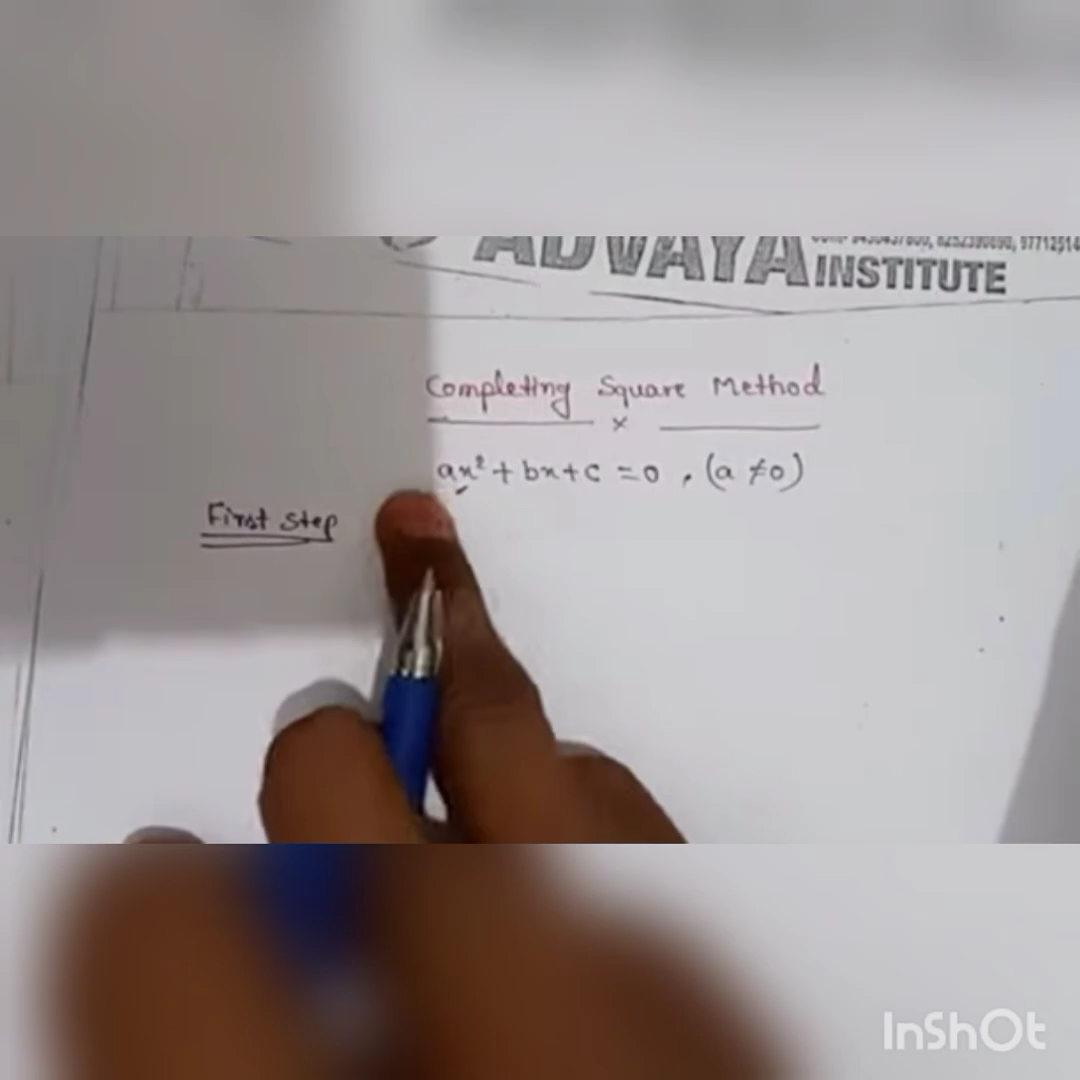 ADVAYA INSTITUTE
Completing Square Method
x
ax² + bx + c = 0 , (a ≠ 0)
First Step
InShOt